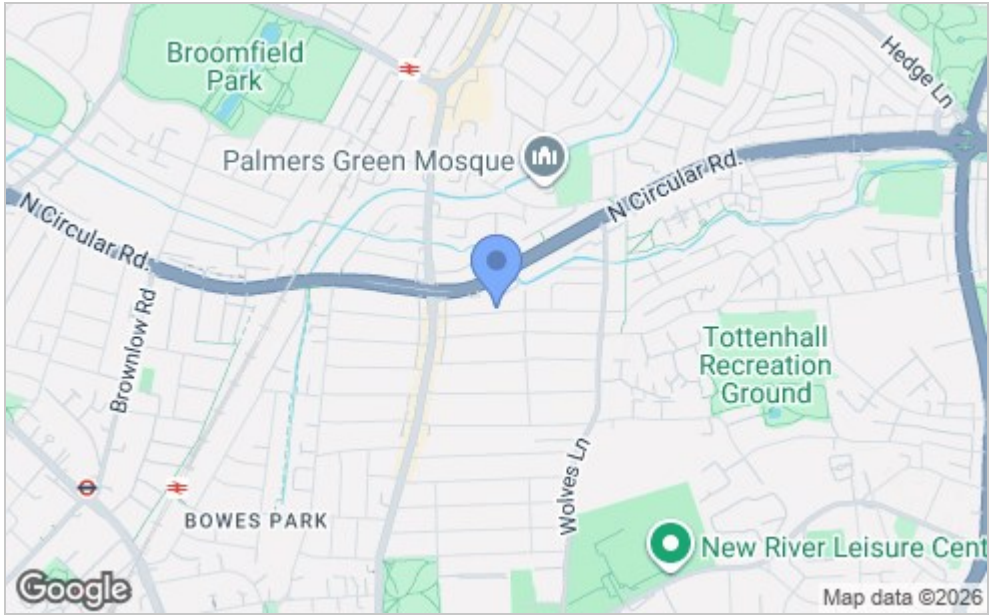 Broomfield
Park
Hedge Ln
Palmers Green Mosque
N Circular Rd.
N Circular Rd.
Brownlow Rd
Tottenhall
Recreation
Ground
Wolves Ln
BOWES PARK
New River Leisure Cent
Google
Map data ©2026